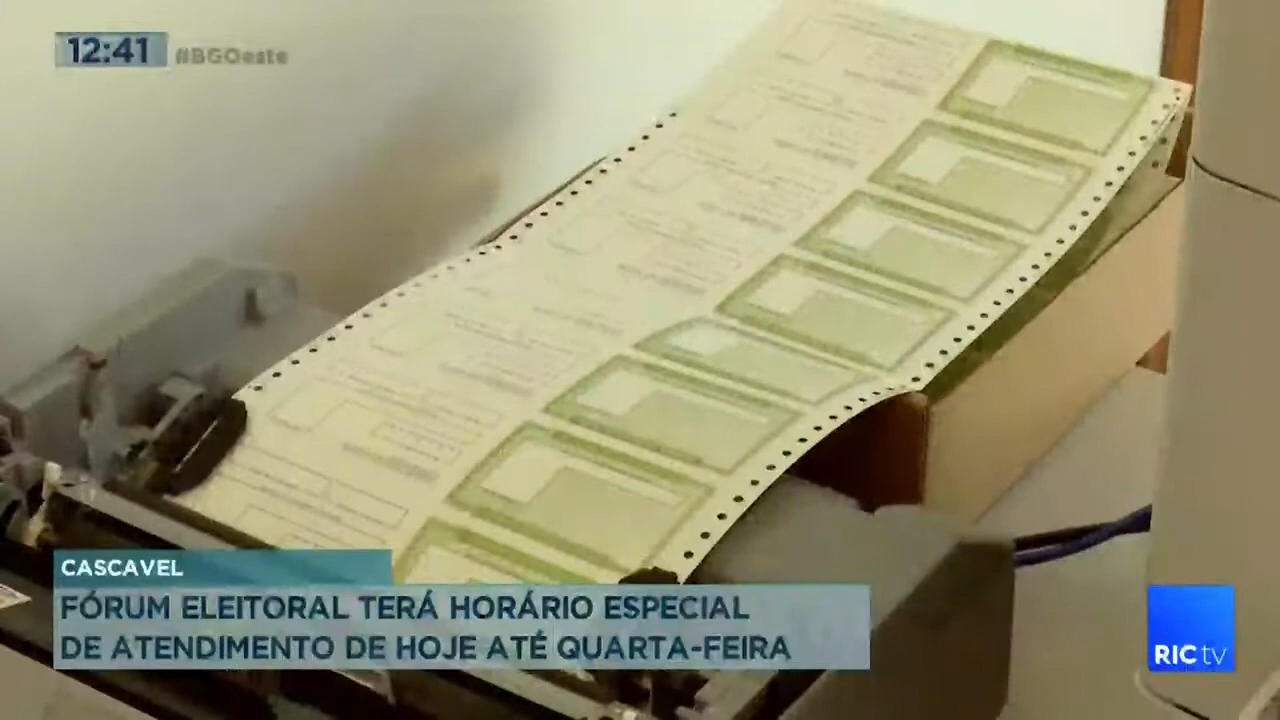 12:41 #BGOeste
CASCAVEL
FÓRUM ELEITORAL TERÁ HORÁRIO ESPECIAL
DE ATENDIMENTO DE HOJE ATÉ QUARTA-FEIRA
RIC tv